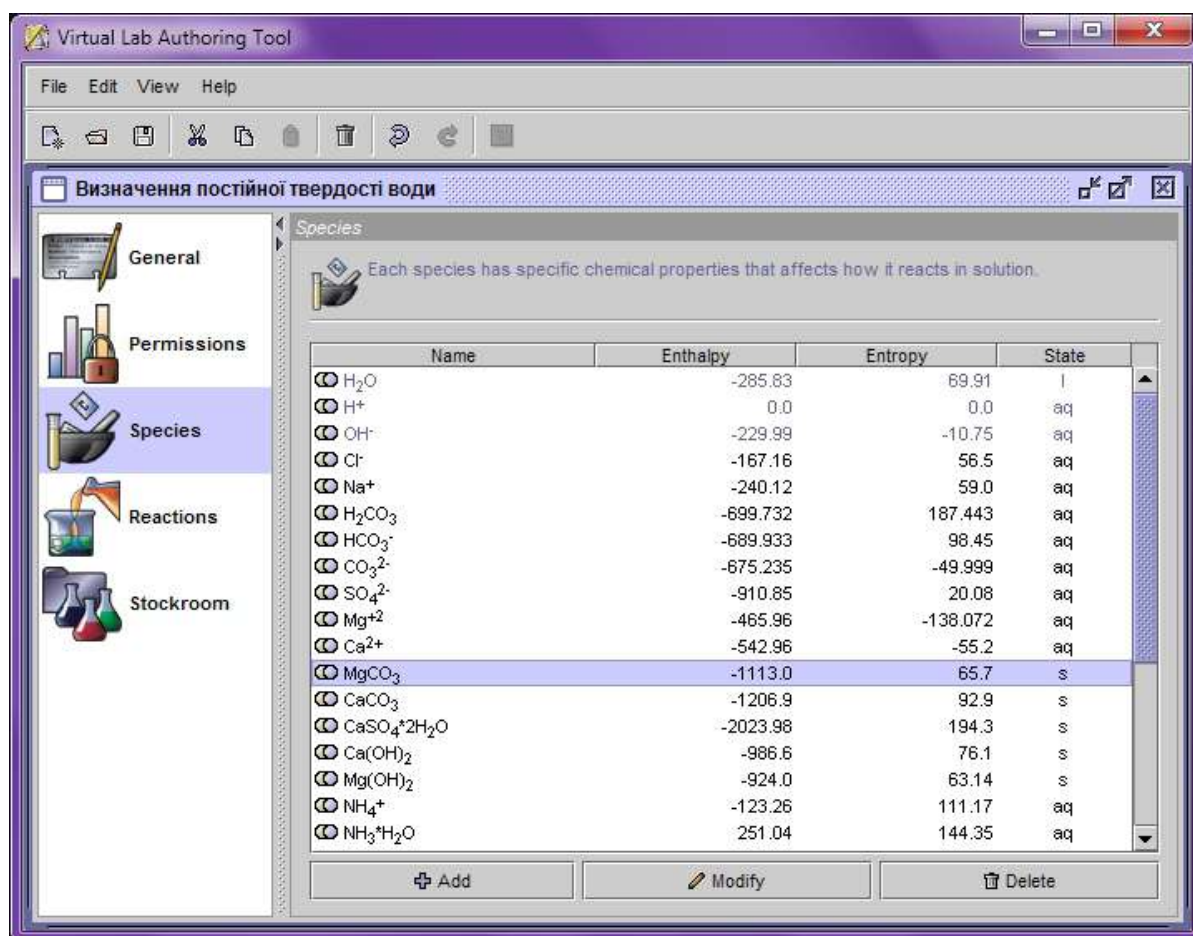 Virtual Lab Authoring Tool
File Edit View Help
Визначення постійної твердості води
General
Permissions
Species
Reactions
Stockroom
Species
Each species has specific chemical properties that affects how it reacts in solution.
Name Enthalpy Entropy State
H₂O -285.83 69.91 l
H⁺ 0.0 0.0 aq
OH⁻ -229.99 -10.75 aq
Cl⁻ -167.16 56.5 aq
Na⁺ -240.12 59.0 aq
H₂CO₃ -699.732 187.443 aq
HCO₃⁻ -689.933 98.45 aq
CO₃²⁻ -675.235 -49.999 aq
SO₄²⁻ -910.85 20.08 aq
Mg⁺² -465.96 -138.072 aq
Ca²⁺ -542.96 -55.2 aq
MgCO₃ -1113.0 65.7 s
CaCO₃ -1206.9 92.9 s
CaSO₄*2H₂O -2023.98 194.3 s
Ca(OH)₂ -986.6 76.1 s
Mg(OH)₂ -924.0 63.14 s
NH₄⁺ -123.26 111.17 aq
NH₃*H₂O 251.04 144.35 aq
Add Modify Delete